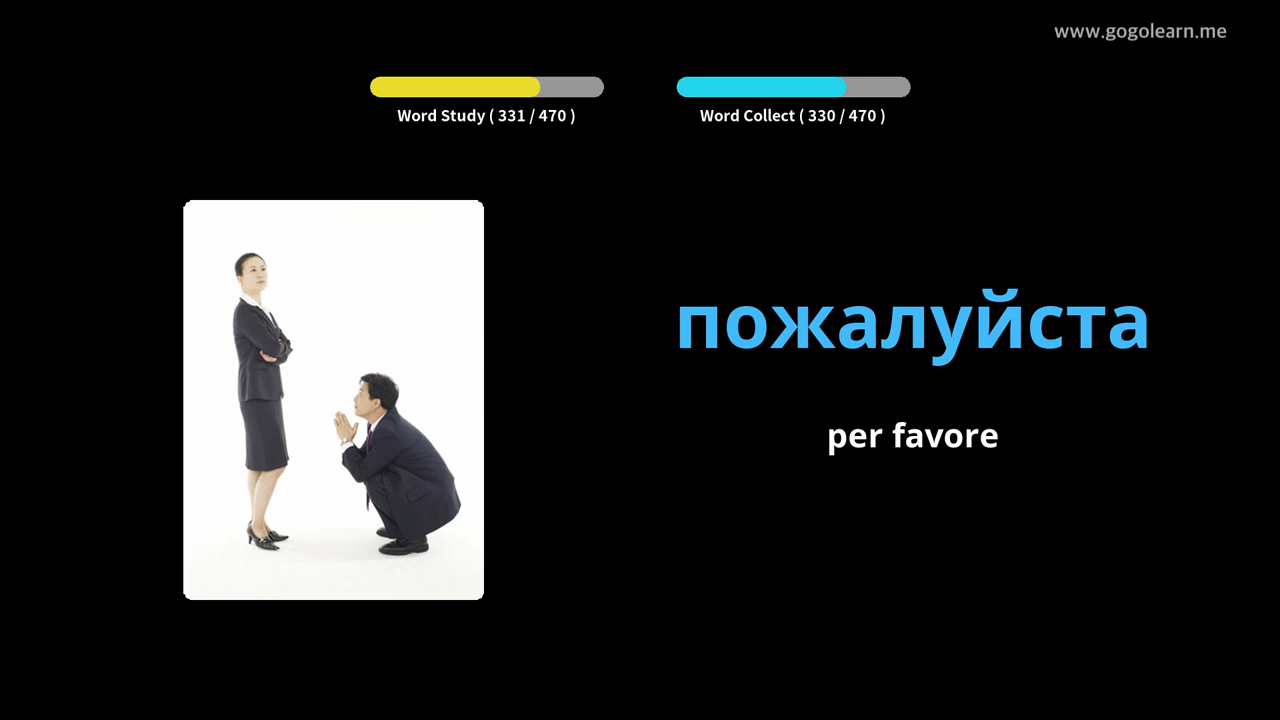 www.gogolearn.me
Word Study ( 331 / 470 )
Word Collect ( 330 / 470 )
пожалуйста
per favore